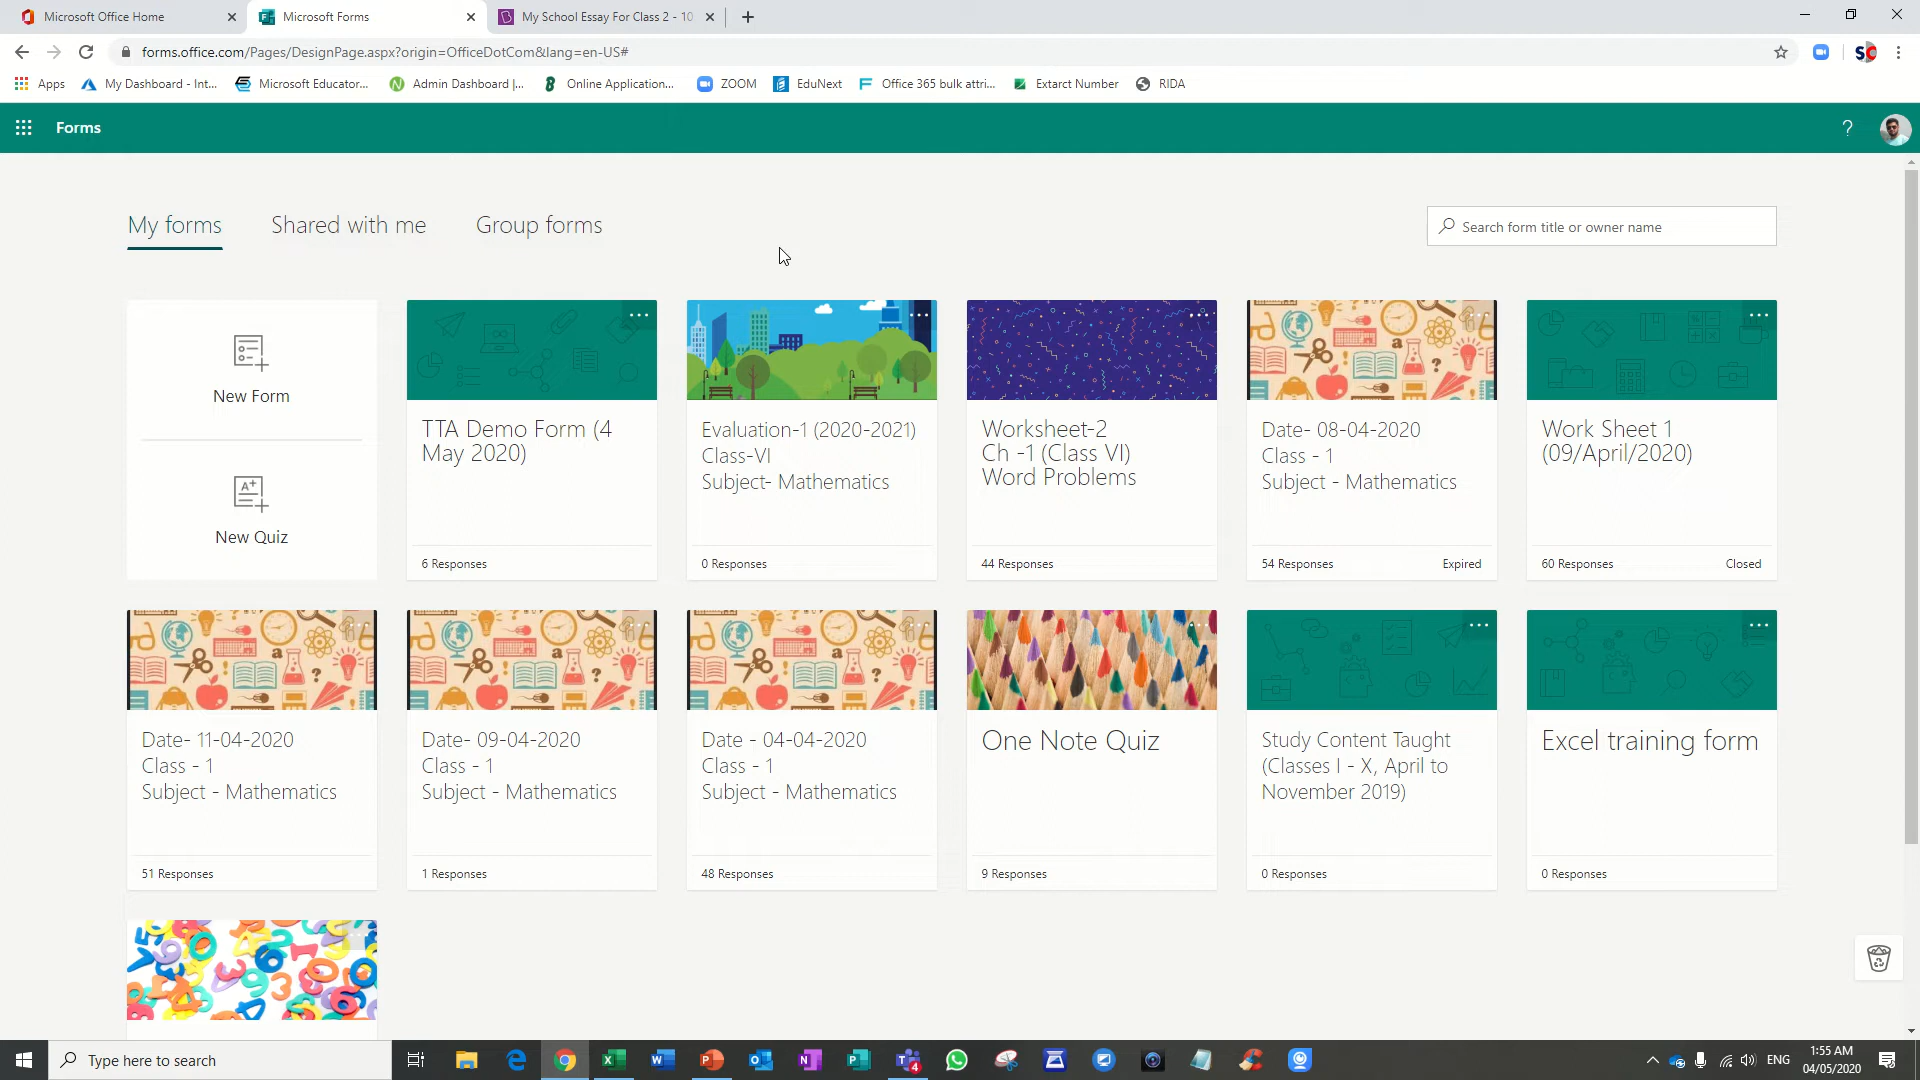 Microsoft Office Home
Microsoft Forms
My School Essay For Class 2 - 10
forms.office.com/Pages/DesignPage.aspx?origin=OfficeDotCom&lang=en-US#
Apps
My Dashboard - Int...
Microsoft Educator...
Admin Dashboard |...
Online Application...
ZOOM
EduNext
Office 365 bulk attri...
Extarct Number
RIDA
Forms
?
My forms
Shared with me
Group forms
Search form title or owner name
New Form
New Quiz
TTA Demo Form (4
May 2020)
6 Responses
Evaluation-1 (2020-2021)
Class-VI
Subject- Mathematics
0 Responses
Worksheet-2
Ch -1 (Class VI)
Word Problems
44 Responses
Date- 08-04-2020
Class - 1
Subject - Mathematics
54 Responses
Expired
Work Sheet 1
(09/April/2020)
60 Responses
Closed
Date- 11-04-2020
Class - 1
Subject - Mathematics
51 Responses
Date- 09-04-2020
Class - 1
Subject - Mathematics
1 Responses
Date - 04-04-2020
Class - 1
Subject - Mathematics
48 Responses
One Note Quiz
9 Responses
Study Content Taught
(Classes I - X, April to
November 2019)
0 Responses
Excel training form
0 Responses
Type here to search
4
ENG
1:55 AM
04/05/2020